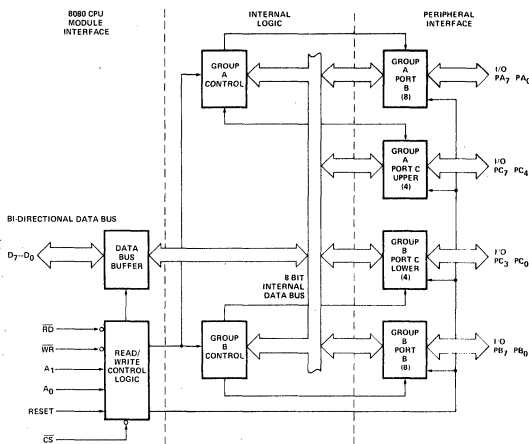 8080 CPU
MODULE
INTERFACE
INTERNAL
LOGIC
PERIPHERAL
INTERFACE
GROUP
A
CONTROL
GROUP
A
PORT
B
(8)
I/O
PA7 PA0
GROUP
A
PORT C
UPPER
(4)
I/O
PC7 PC4
BI-DIRECTIONAL DATA BUS
D7--D0
DATA
BUS
BUFFER
8 BIT
INTERNAL
DATA BUS
GROUP
B
PORT C
LOWER
(4)
I/O
PC3 PC0
RD
WR
A1
A0
RESET
CS
READ/
WRITE
CONTROL
LOGIC
GROUP
B
CONTROL
GROUP
B
PORT
B
(8)
I/O
PB7 PB0